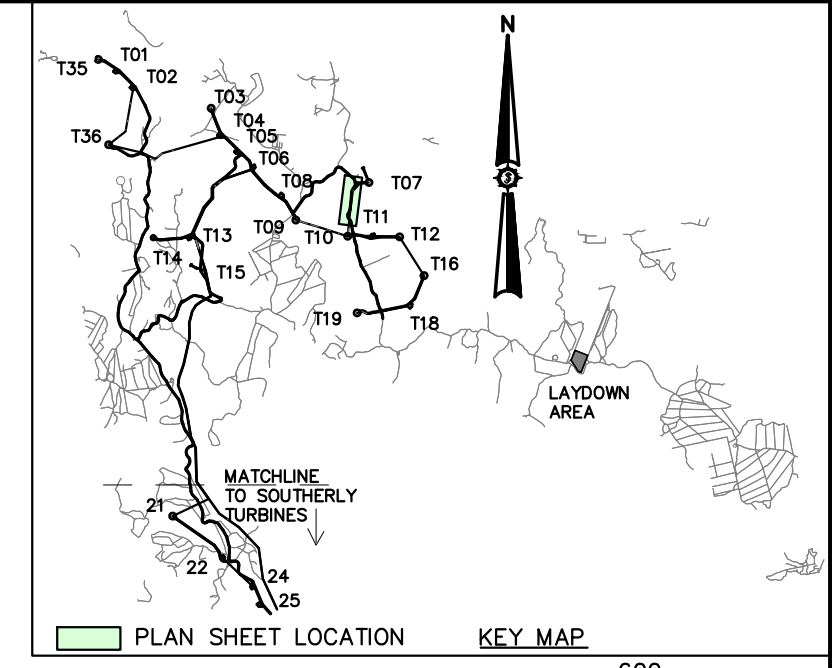 N
T01
T35
T02
T03
T04
T36
T05
T06
T07
T08
T11
T09
T10
T12
T13
T14
T15
T16
T19
T18
LAYDOWN
AREA
MATCHLINE
TO SOUTHERLY
TURBINES
21
22
24
25
PLAN SHEET LOCATION
KEY MAP